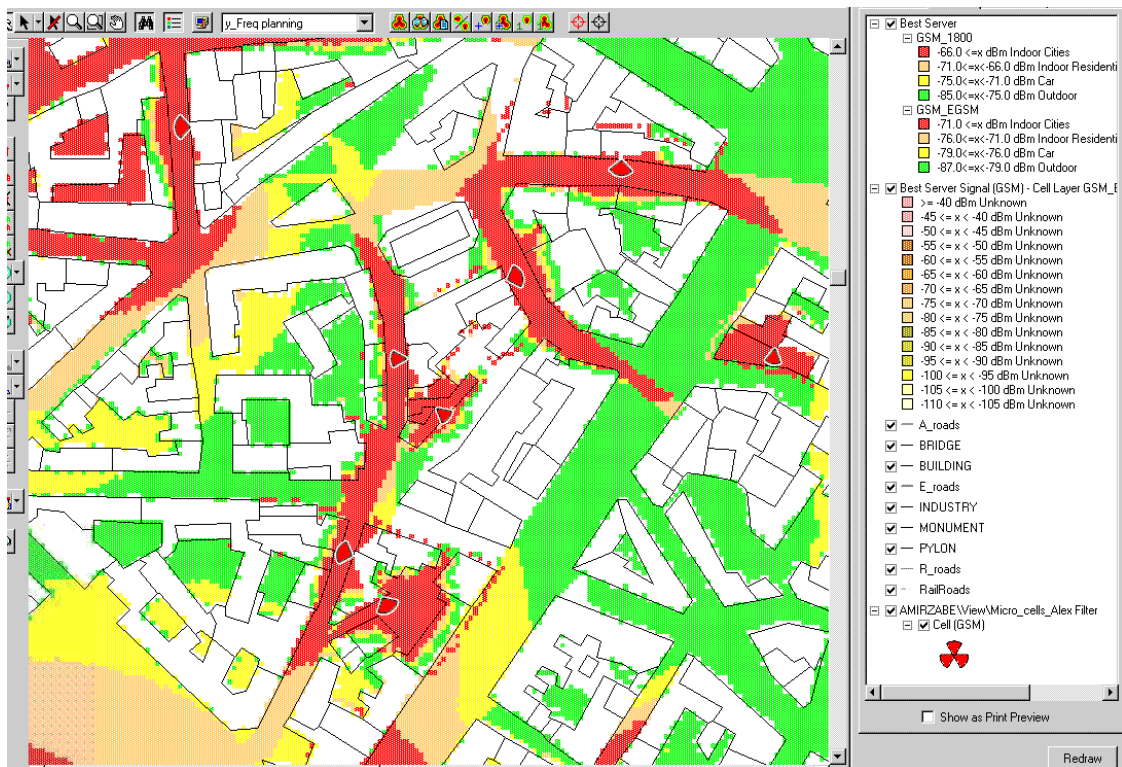 y_Freq planning
Best Server
GSM_1800
-66.0 <=x dBm Indoor Cities
-71.0<=x<-66.0 dBm Indoor Residenti
-75.0<=x<-71.0 dBm Car
-85.0<=x<-75.0 dBm Outdoor
GSM_EGSM
-71.0 <=x dBm Indoor Cities
-76.0<=x<-71.0 dBm Indoor Residenti
-79.0<=x<-76.0 dBm Car
-87.0<=x<-79.0 dBm Outdoor
Best Server Signal (GSM) - Cell Layer GSM_E
>= -40 dBm Unknown
-45 <= x < -40 dBm Unknown
-50 <= x < -45 dBm Unknown
-55 <= x < -50 dBm Unknown
-60 <= x < -55 dBm Unknown
-65 <= x < -60 dBm Unknown
-70 <= x < -65 dBm Unknown
-75 <= x < -70 dBm Unknown
-80 <= x < -75 dBm Unknown
-85 <= x < -80 dBm Unknown
-90 <= x < -85 dBm Unknown
-95 <= x < -90 dBm Unknown
-100 <= x < -95 dBm Unknown
-105 <= x < -100 dBm Unknown
-110 <= x < -105 dBm Unknown
A_roads
BRIDGE
BUILDING
E_roads
INDUSTRY
MONUMENT
PYLON
R_roads
RailRoads
AMIRZABE\View\Micro_cells_Alex Filter
Cell (GSM)
Show as Print Preview
Redraw